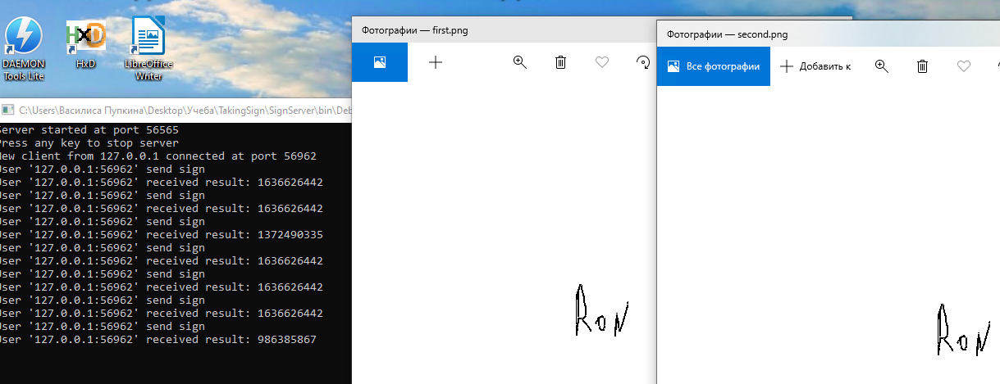 DAEMON
Tools Lite
HxD
HxD
LibreOffice
Writer
C:\Users\Василиса Пупкина\Desktop\Учеба\TakingSign\SignServer\bin\Deb
Server started at port 56565
Press any key to stop server
New client from 127.0.0.1 connected at port 56962
User '127.0.0.1:56962' send sign
User '127.0.0.1:56962' received result: 1636626442
User '127.0.0.1:56962' send sign
User '127.0.0.1:56962' received result: 1636626442
User '127.0.0.1:56962' send sign
User '127.0.0.1:56962' received result: 1372490335
User '127.0.0.1:56962' send sign
User '127.0.0.1:56962' received result: 1636626442
User '127.0.0.1:56962' send sign
User '127.0.0.1:56962' received result: 1636626442
User '127.0.0.1:56962' send sign
User '127.0.0.1:56962' received result: 1636626442
User '127.0.0.1:56962' send sign
User '127.0.0.1:56962' received result: 986385867
Фотографии — first.png
RoN
Фотографии — second.png
Все фотографии
Добавить к
RoN